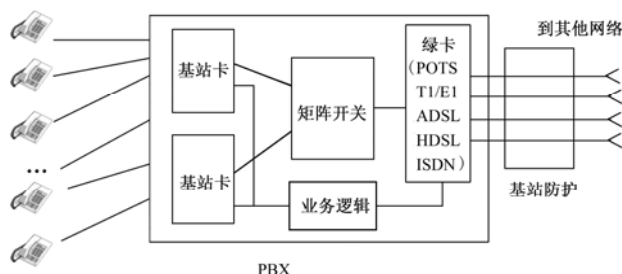 到其他网络
绿卡
(POTS
T1/E1
ADSL
HDSL
ISDN)
基站卡
矩阵开关
基站卡
业务逻辑
基站防护
...
PBX